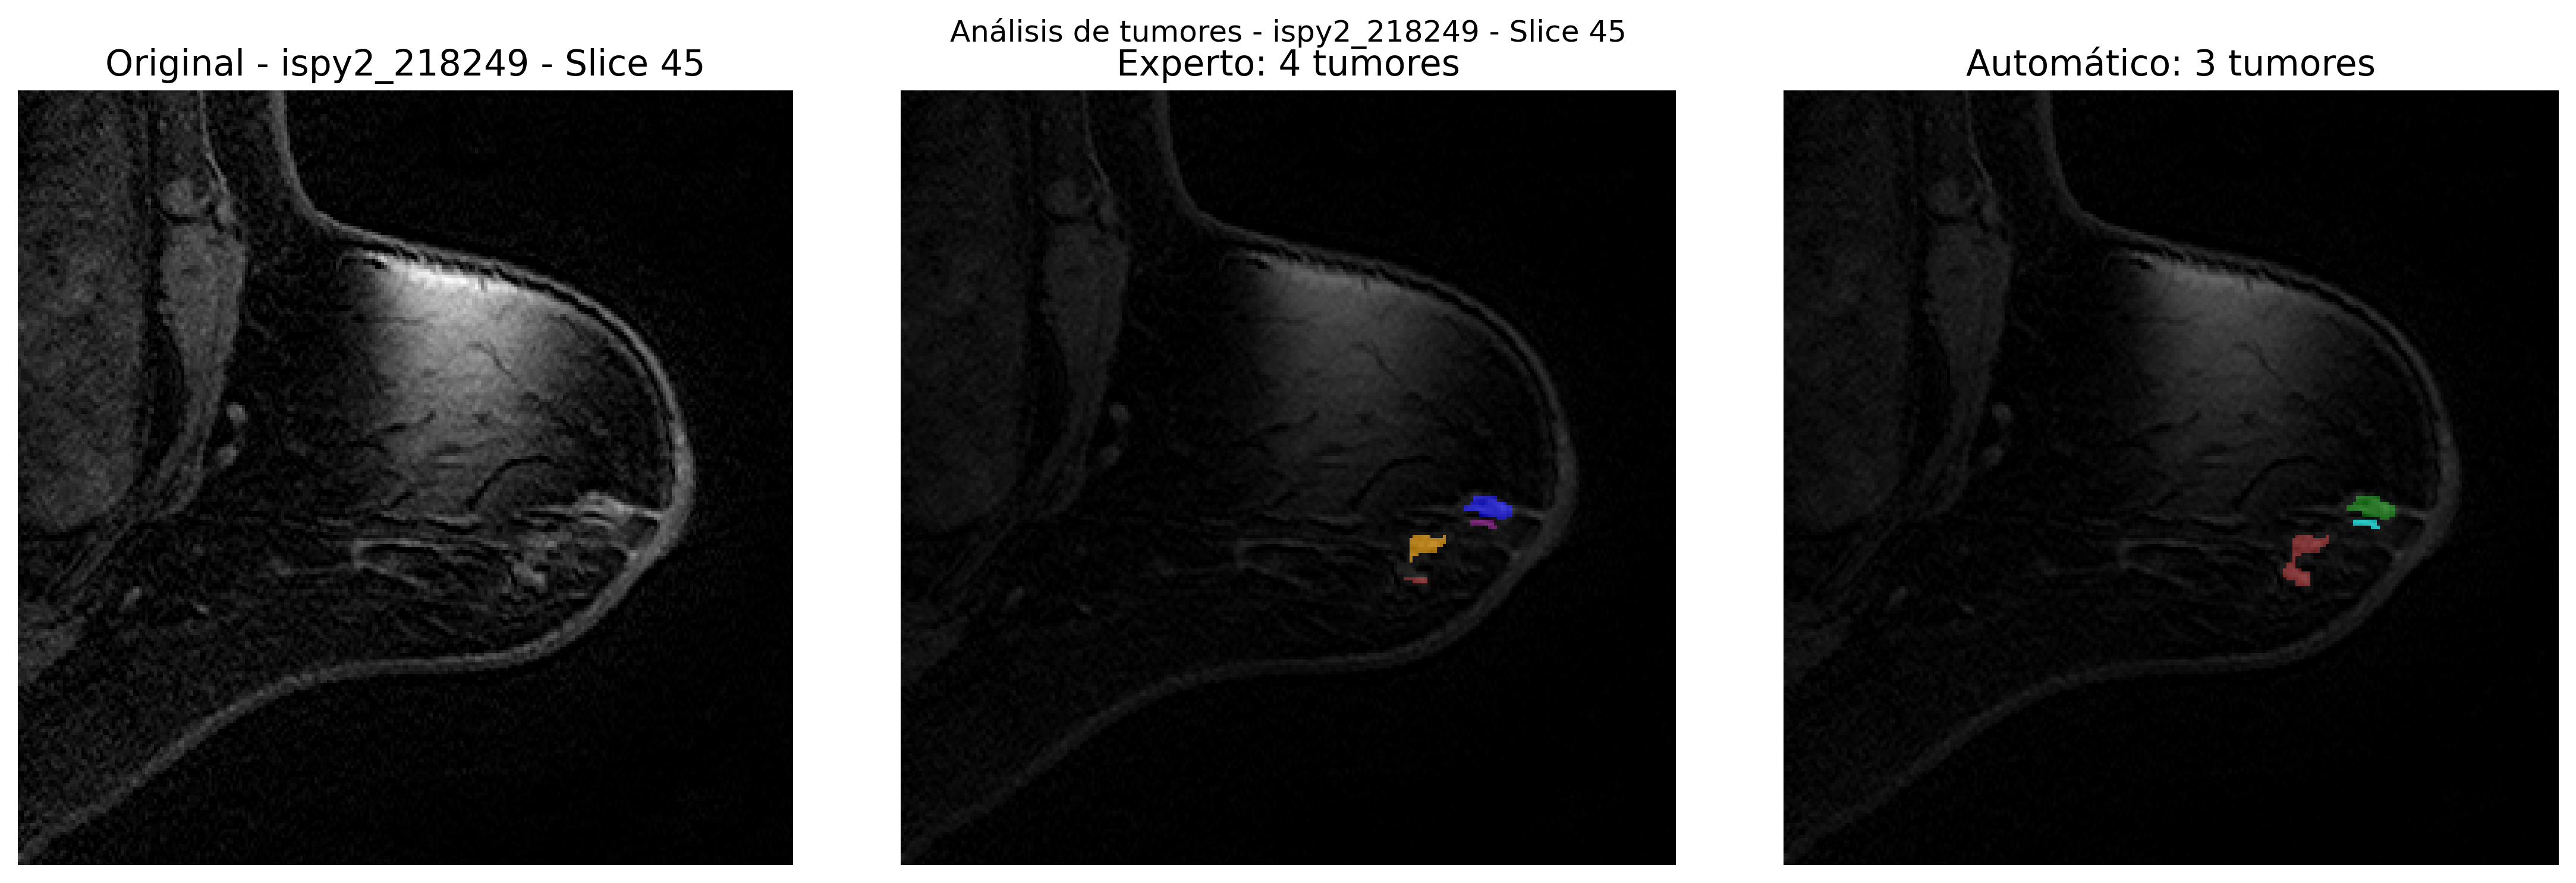 Análisis de tumores - ispy2_218249 - Slice 45
Original - ispy2_218249 - Slice 45
Experto: 4 tumores
Automático: 3 tumores